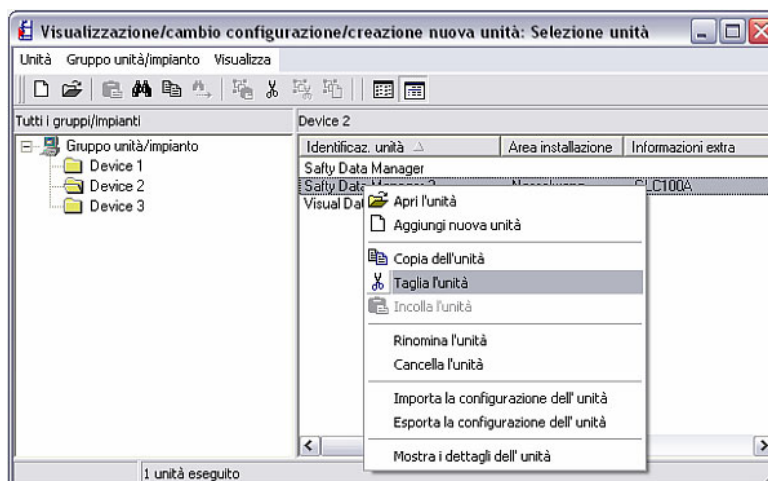 Visualizzazione/cambio configurazione/creazione nuova unità: Selezione unità
Unità Gruppo unità/impianto Visualizza
Tutti i gruppi/Impianti
Device 2
Gruppo unità/impianto
Device 1
Device 2
Device 3
Identificaz. unità Area installazione Informazioni extra
Safty Data Manager
Safty Data Manager 2
Visual Dat
Apri l'unità
Aggiungi nuova unità
Copia dell'unità
Taglia l'unità
Incolla l'unità
Rinomina l'unità
Cancella l'unità
Importa la configurazione dell' unità
Esporta la configurazione dell' unità
Mostra i dettagli dell' unità
1 unità eseguito